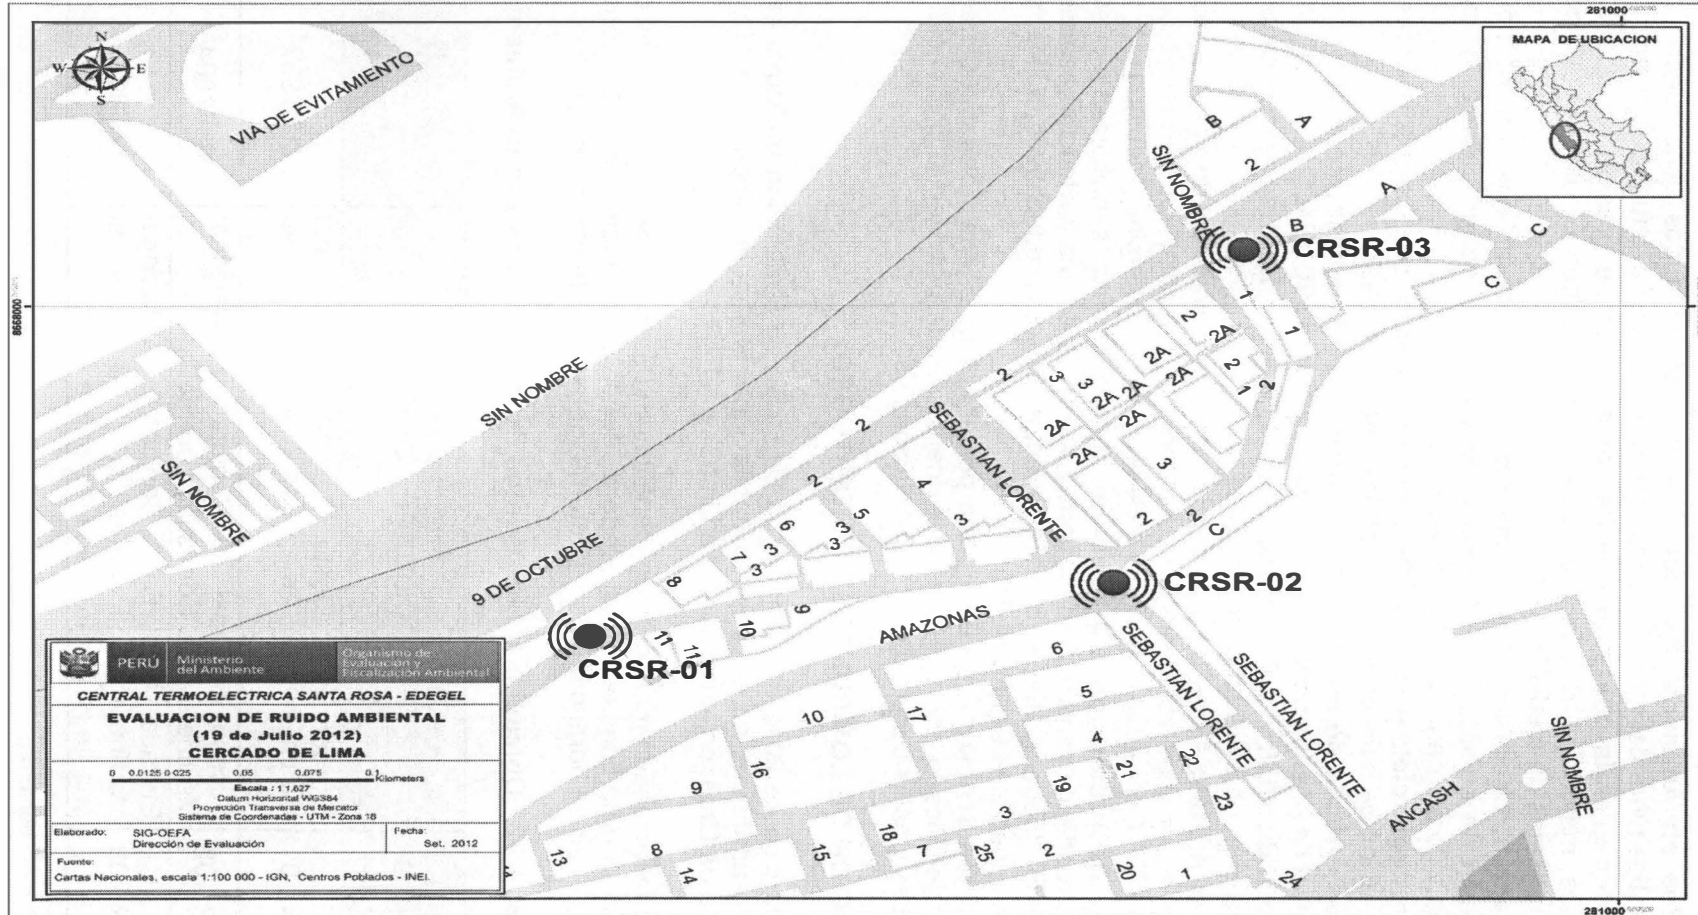 281000
MAPA DE UBICACION
N
W E
S
VIA DE EVITAMIENTO
B
A
2
SIN NOMBRE
A
B
C
CRSR-03
C
8668000
1
1
2
2A
2A
2
2A
1
2
SIN NOMBRE
2
3
3
2A
2A
2A
2A
2A
3
2
SEBASTIAN LORENTE
SIN NOMBRE
2
4
5
3
3
3
6
3
7
3
8
2
2
C
9 DE OCTUBRE
CRSR-02
9
10
11
11
AMAZONAS
CRSR-01
6
SEBASTIAN LORENTE
SEBASTIAN LORENTE
5
10
17
4
16
22
21
19
9
23
3
SIN NOMBRE
ANCASH
18
8
15
7
25
2
13
14
20
1
24
PERÚ
Ministerio
del Ambiente
Organismo de
Evaluación y
Fiscalización Ambiental
CENTRAL TERMOELECTRICA SANTA ROSA - EDEGEL
EVALUACION DE RUIDO AMBIENTAL
(19 de Julio 2012)
CERCADO DE LIMA
0 0.0125 0.025 0.05 0.075 0.1
Kilometers
Escala : 1 1,627
Datum Horizontal WGS84
Proyección Transversa de Mercator
Sistema de Coordenadas - UTM - Zona 18
Elaborado: SIG-OEFA
Dirección de Evaluación
Fecha:
Set. 2012
Fuente:
Cartas Nacionales, escala 1:100 000 - IGN, Centros Poblados - INEI.
281000